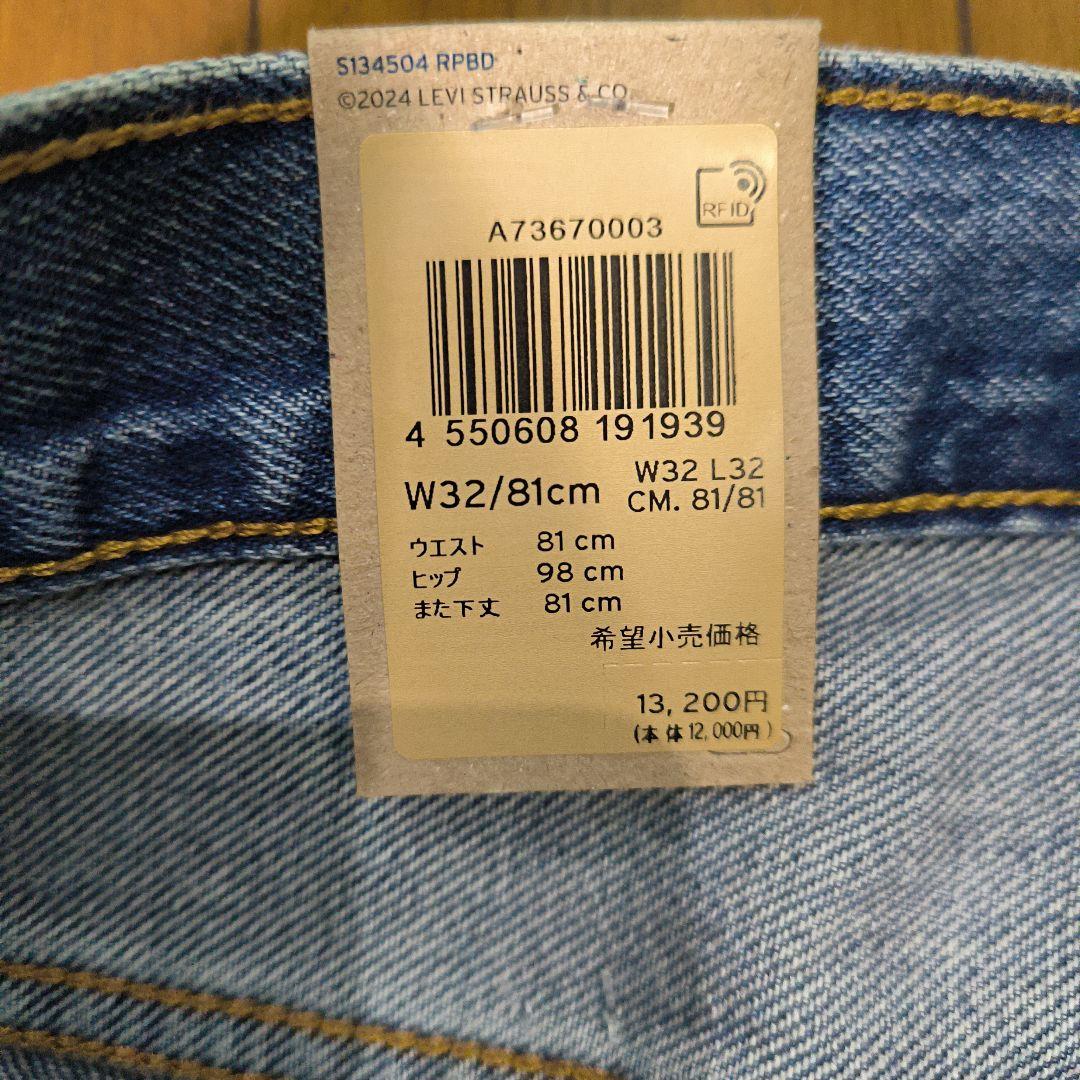 S134504 RPBD
©2024 LEVI STRAUSS & CO.
RFID
A73670003
4 550608 191939
W32/81cm
W32 L32
CM. 81/81
ウエスト 81 cm
ヒップ 98 cm
また下丈 81 cm
希望小売価格
13,200円
(本体12,000円)